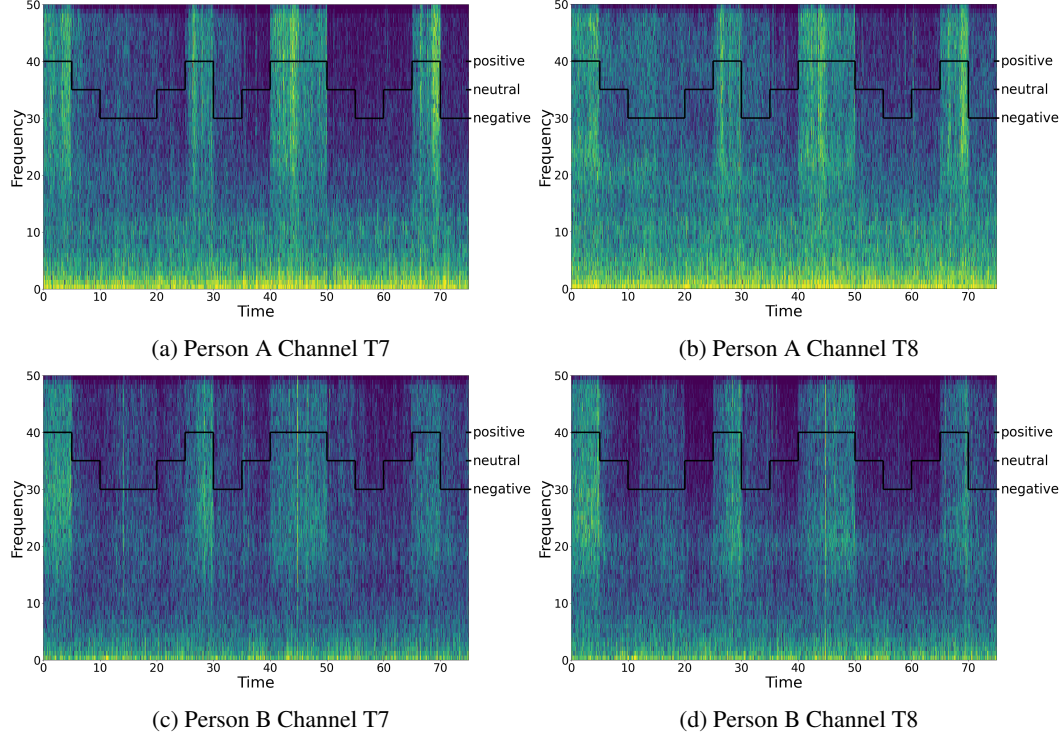 50
40
30
20
10
0
Frequency
positive
neutral
negative
0 10 20 30 40 50 60 70
Time
(a) Person A Channel T7
50
40
30
20
10
0
Frequency
positive
neutral
negative
0 10 20 30 40 50 60 70
Time
(b) Person A Channel T8
50
40
30
20
10
0
Frequency
positive
neutral
negative
0 10 20 30 40 50 60 70
Time
(c) Person B Channel T7
50
40
30
20
10
0
Frequency
positive
neutral
negative
0 10 20 30 40 50 60 70
Time
(d) Person B Channel T8